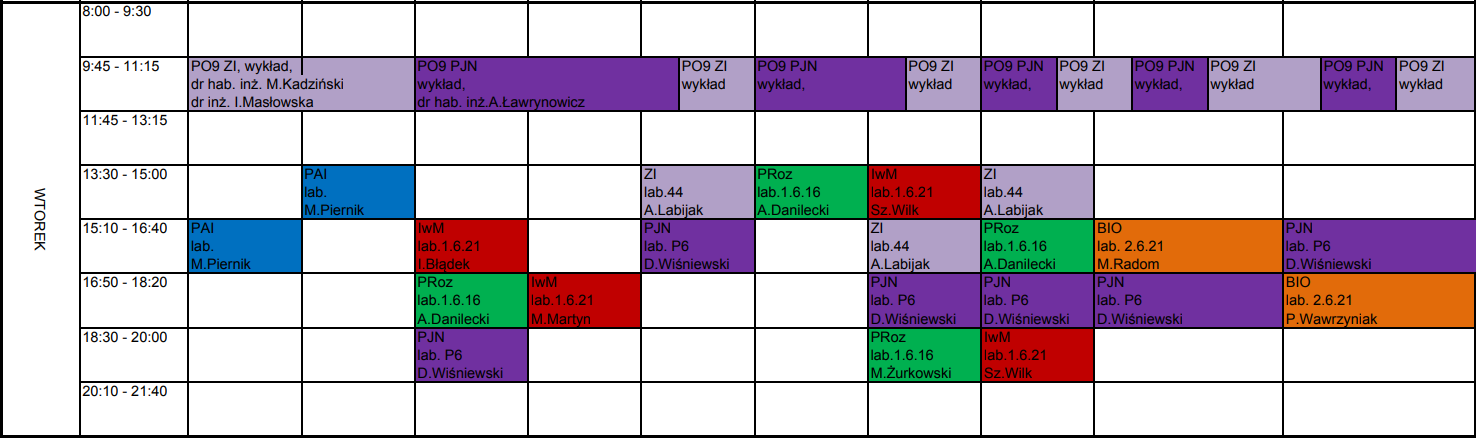 WTOREK
8:00 - 9:30
9:45 - 11:15
PO9 ZI, wykład,
dr hab. inż. M.Kadziński
dr inż. I.Masłowska
PO9 PJN
wykład,
dr hab. inż.A.Ławrynowicz
PO9 ZI
wykład
PO9 PJN
wykład,
PO9 ZI
wykład
PO9 PJN
wykład,
PO9 ZI
wykład
PO9 PJN
wykład,
PO9 ZI
wykład
PO9 PJN
wykład,
PO9 ZI
wykład
11:45 - 13:15
13:30 - 15:00
PAI
lab.
M.Piernik
ZI
lab.44
A.Labijak
PRoz
lab.1.6.16
A.Danilecki
IwM
lab.1.6.21
Sz.Wilk
ZI
lab.44
A.Labijak
15:10 - 16:40
PAI
lab.
M.Piernik
IwM
lab.1.6.21
I.Błądek
PJN
lab. P6
D.Wiśniewski
ZI
lab.44
A.Labijak
PRoz
lab.1.6.16
A.Danilecki
BIO
lab. 2.6.21
M.Radom
PJN
lab. P6
D.Wiśniewski
16:50 - 18:20
PRoz
lab.1.6.16
A.Danilecki
IwM
lab.1.6.21
M.Martyn
PJN
lab. P6
D.Wiśniewski
PJN
lab. P6
D.Wiśniewski
PJN
lab. P6
D.Wiśniewski
BIO
lab. 2.6.21
P.Wawrzyniak
18:30 - 20:00
PJN
lab. P6
D.Wiśniewski
PRoz
lab.1.6.16
M.Żurkowski
IwM
lab.1.6.21
Sz.Wilk
20:10 - 21:40